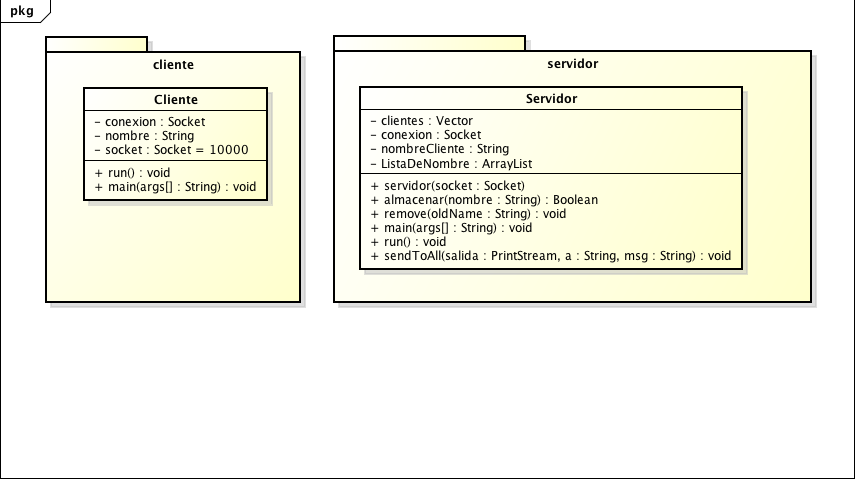 pkg
cliente
Cliente
- conexion : Socket
- nombre : String
- socket : Socket = 10000
+ run() : void
+ main(args[] : String) : void
servidor
Servidor
- clientes : Vector
- conexion : Socket
- nombreCliente : String
- ListaDeNombre : ArrayList
+ servidor(socket : Socket)
+ almacenar(nombre : String) : Boolean
+ remove(oldName : String) : void
+ main(args[] : String) : void
+ run() : void
+ sendToAll(salida : PrintStream, a : String, msg : String) : void